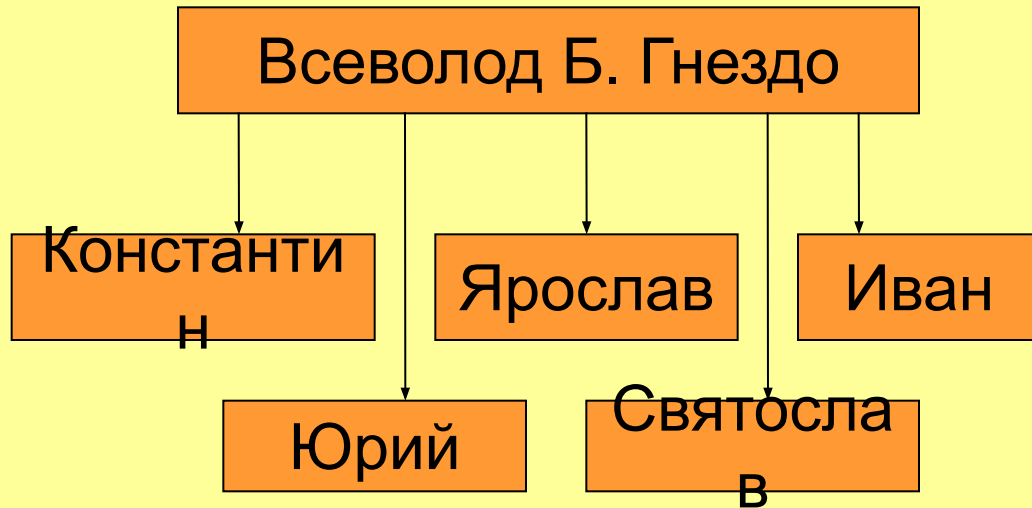 Всеволод Б. Гнездо
Константи
н
Ярослав
Иван
Юрий
Святосла
в